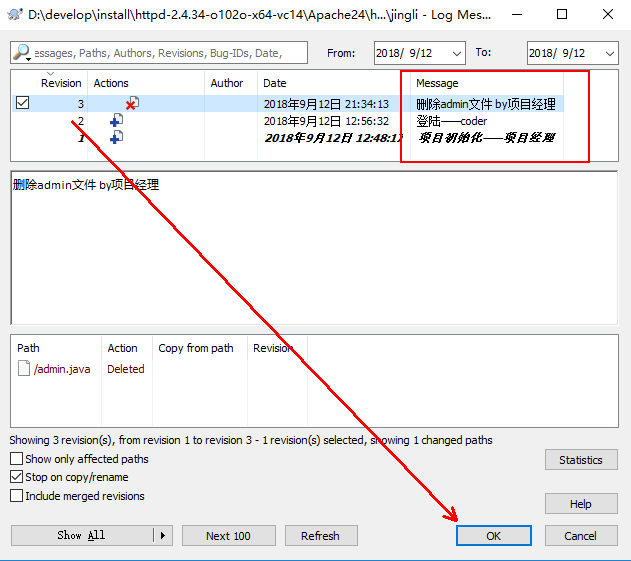 D:\develop\install\httpd-2.4.34-o102o-x64-vc14\Apache24\h...\jingli - Log Mes...
essages, Paths, Authors, Revisions, Bug-IDs, Date,
From:
2018/ 9/12
To:
2018/ 9/12
Revision Actions Author Date Message
3 2018年9月12日 21:34:13 删除admin文件 by项目经理
2 2018年9月12日 12:56:32 登陆——coder
1 2018年9月12日 12:48:17 项目初始化——项目经理
删除admin文件 by项目经理
Path Action Copy from path Revision
/admin.java Deleted
Showing 3 revision(s), from revision 1 to revision 3 - 1 revision(s) selected, showing 1 changed paths
Show only affected paths
Statistics
Stop on copy/rename
Include merged revisions
Help
Show All
Next 100
Refresh
OK
Cancel